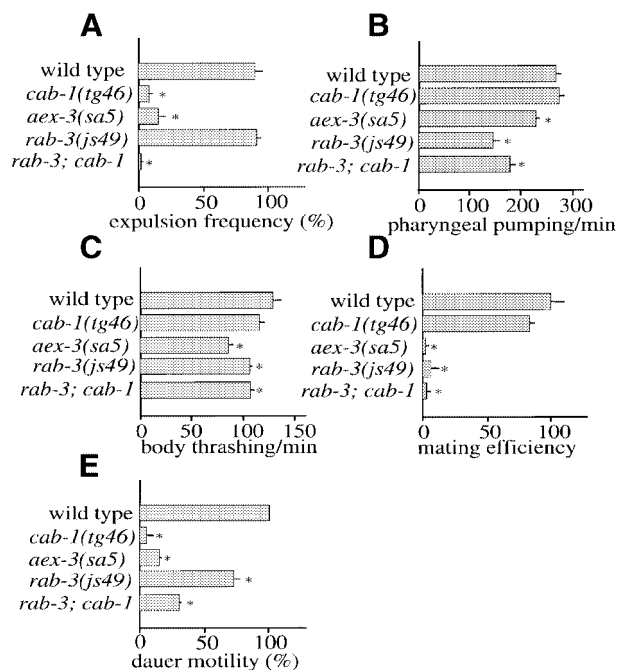 A
wild type
cab-1(tg46) *
aex-3(sa5) *
rab-3(js49)
rab-3; cab-1 *
0 50 100
expulsion frequency (%)
B
wild type
cab-1(tg46)
aex-3(sa5) *
rab-3(js49) *
rab-3; cab-1 *
0 100 200 300
pharyngeal pumping/min
C
wild type
cab-1(tg46)
aex-3(sa5) *
rab-3(js49) *
rab-3; cab-1 *
0 50 100 150
body thrashing/min
D
wild type
cab-1(tg46)
aex-3(sa5) *
rab-3(js49) *
rab-3; cab-1 *
0 50 100
mating efficiency
E
wild type
cab-1(tg46) *
aex-3(sa5) *
rab-3(js49) *
rab-3; cab-1 *
0 50 100
dauer motility (%)